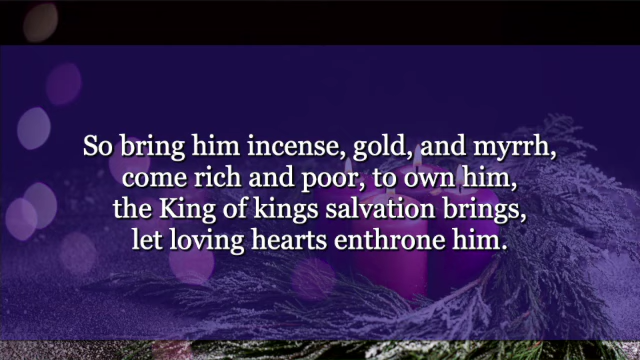 So bring him incense, gold, and myrrh,
come rich and poor, to own him,
the King of kings salvation brings,
let loving hearts enthrone him.